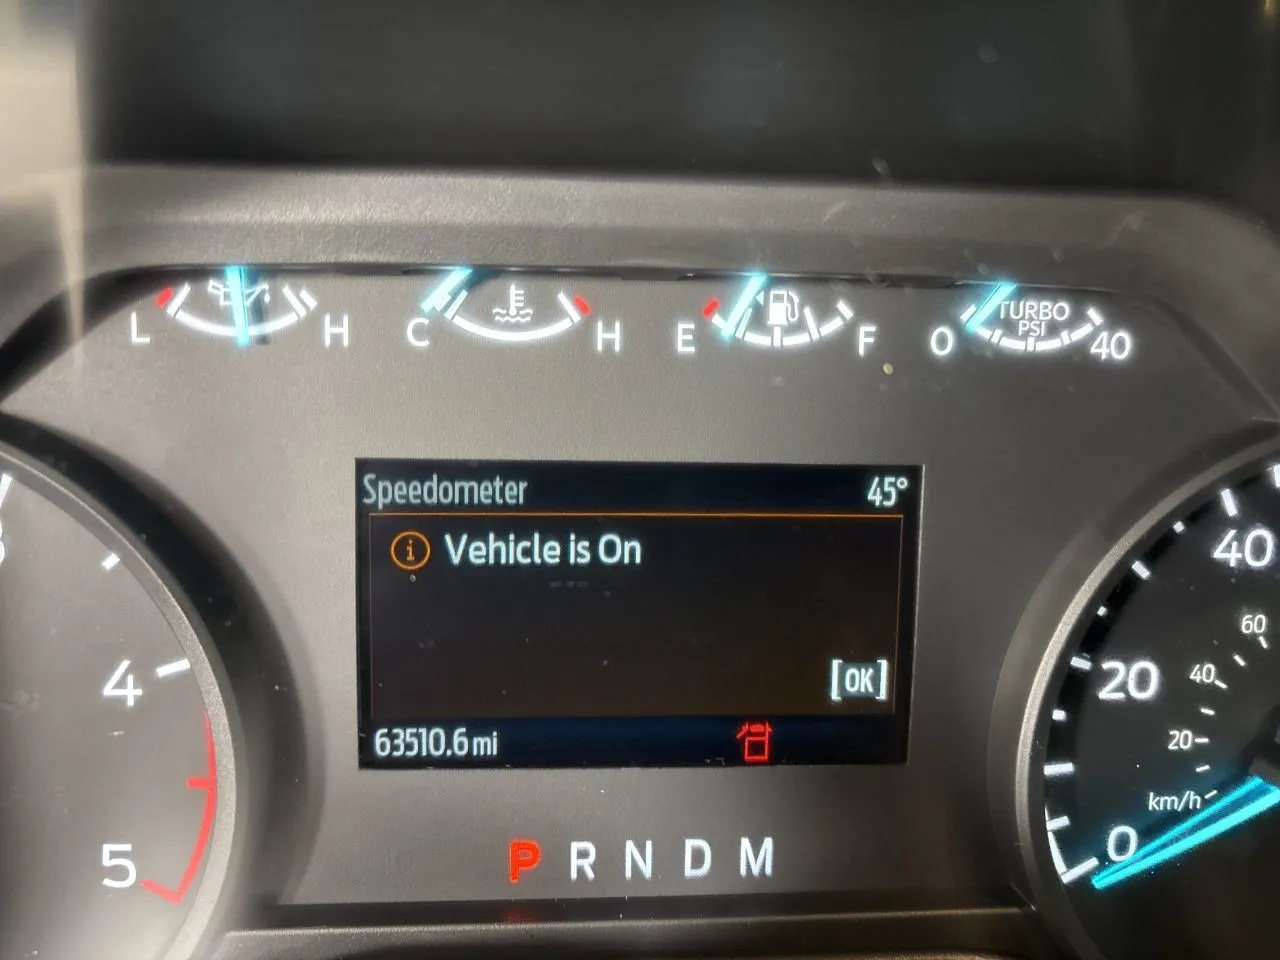 L H C H E F 0 TURBO PSI 40
Speedometer 45°
i Vehicle is On
[OK]
63510.6 mi
P R N D M
4
5
40
20
0
60
40
20
km/h